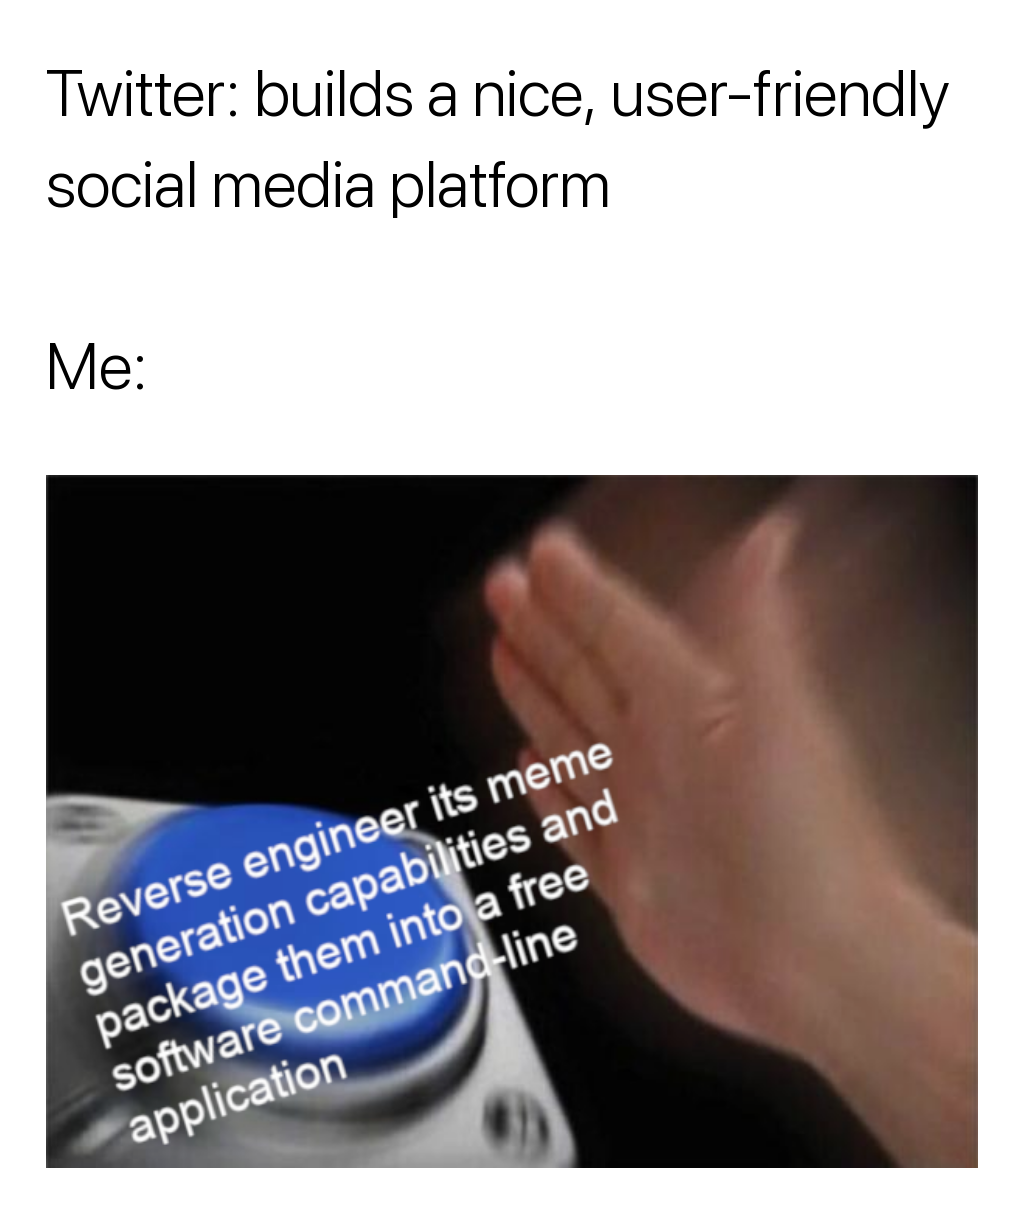 Twitter: builds a nice, user-friendly
social media platform
Me:
Reverse engineer its meme
generation capabilities and
package them into a free
software command-line
application